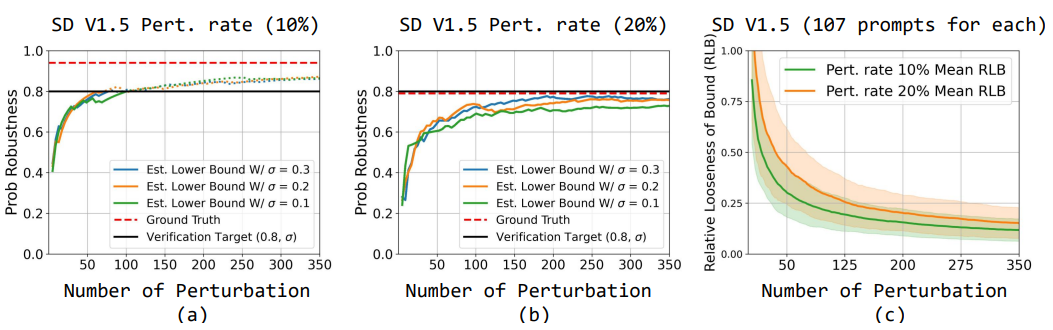 SD V1.5 Pert. rate (10%)
Prob Robustness
1.0
0.8
0.6
0.4
0.2
0.0
Est. Lower Bound W/ σ = 0.3
Est. Lower Bound W/ σ = 0.2
Est. Lower Bound W/ σ = 0.1
Ground Truth
Verification Target (0.8, σ)
50 100 150 200 250 300 350
Number of Perturbation
(a)
SD V1.5 Pert. rate (20%)
Prob Robustness
1.0
0.8
0.6
0.4
0.2
0.0
Est. Lower Bound W/ σ = 0.3
Est. Lower Bound W/ σ = 0.2
Est. Lower Bound W/ σ = 0.1
Ground Truth
Verification Target (0.8, σ)
50 100 150 200 250 300 350
Number of Perturbation
(b)
SD V1.5 (107 prompts for each)
Relative Looseness of Bound (RLB)
1.00
0.75
0.50
0.25
0.00
Pert. rate 10% Mean RLB
Pert. rate 20% Mean RLB
50 125 200 275 350
Number of Perturbation
(c)